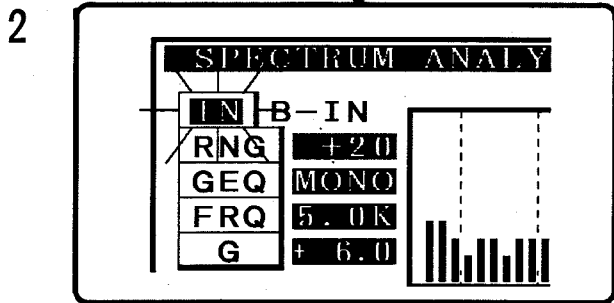 2
SPECTRUM ANALY
IN B-IN
RNG +20
GEQ MONO
FRQ 5.0K
G + 6.0